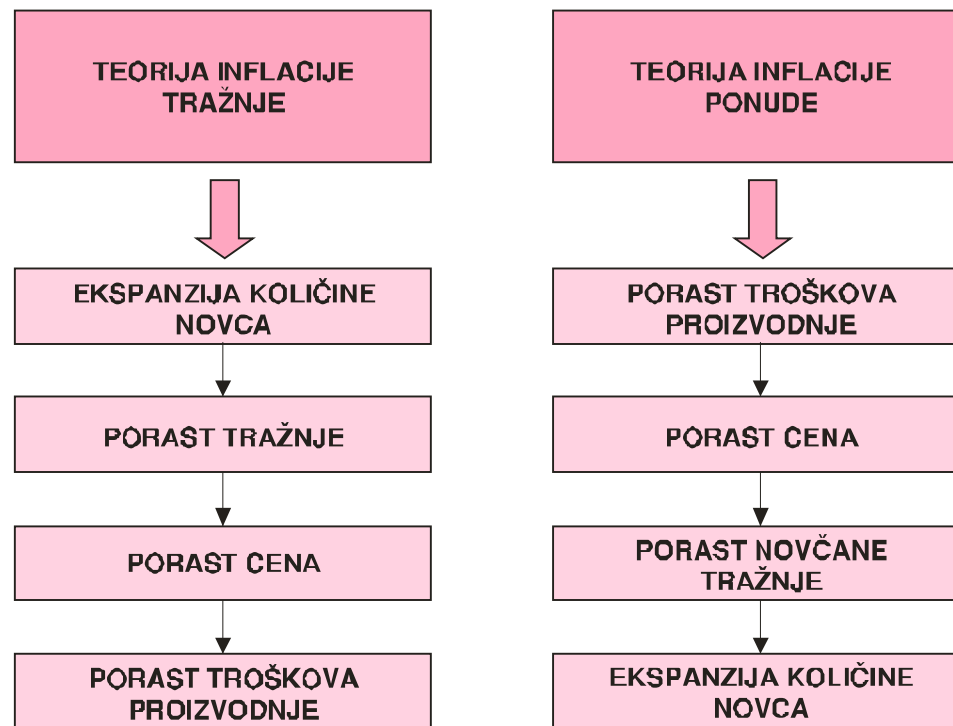 TEORIJA INFLACIJE
TRAŽNJE
EKSPANZIJA KOLIČINE
NOVCA
PORAST TRAŽNJE
PORAST CENA
PORAST TROŠKOVA
PROIZVODNJE
TEORIJA INFLACIJE
PONUDE
PORAST TROŠKOVA
PROIZVODNJE
PORAST CENA
PORAST NOVČANE
TRAŽNJE
EKSPANZIJA KOLIČINE
NOVCA